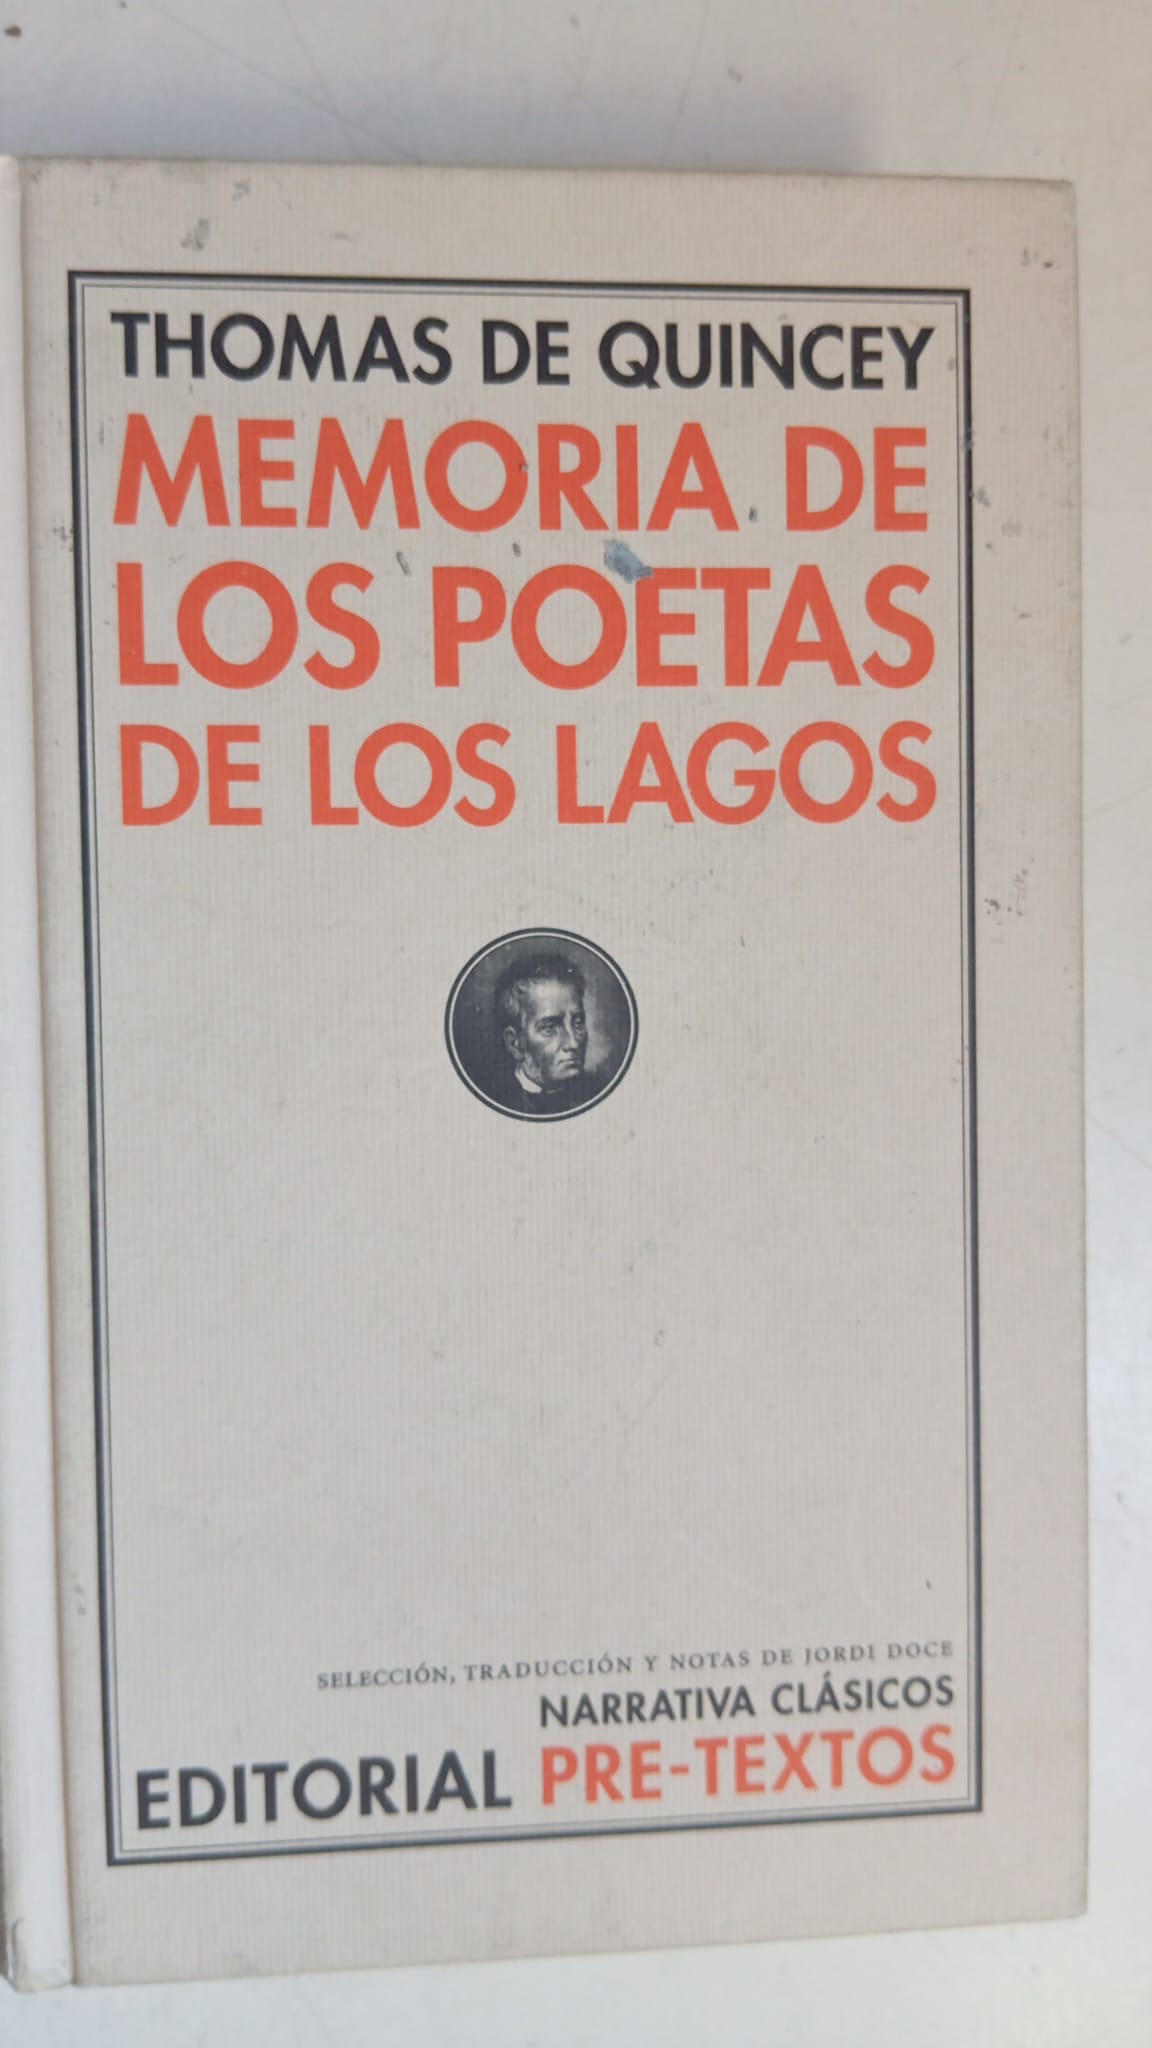 THOMAS DE QUINCEY
MEMORIA DE
LOS POETAS
DE LOS LAGOS
SELECCIÓN, TRADUCCIÓN Y NOTAS DE JORDI DOCE
NARRATIVA CLÁSICOS
EDITORIAL PRE-TEXTOS